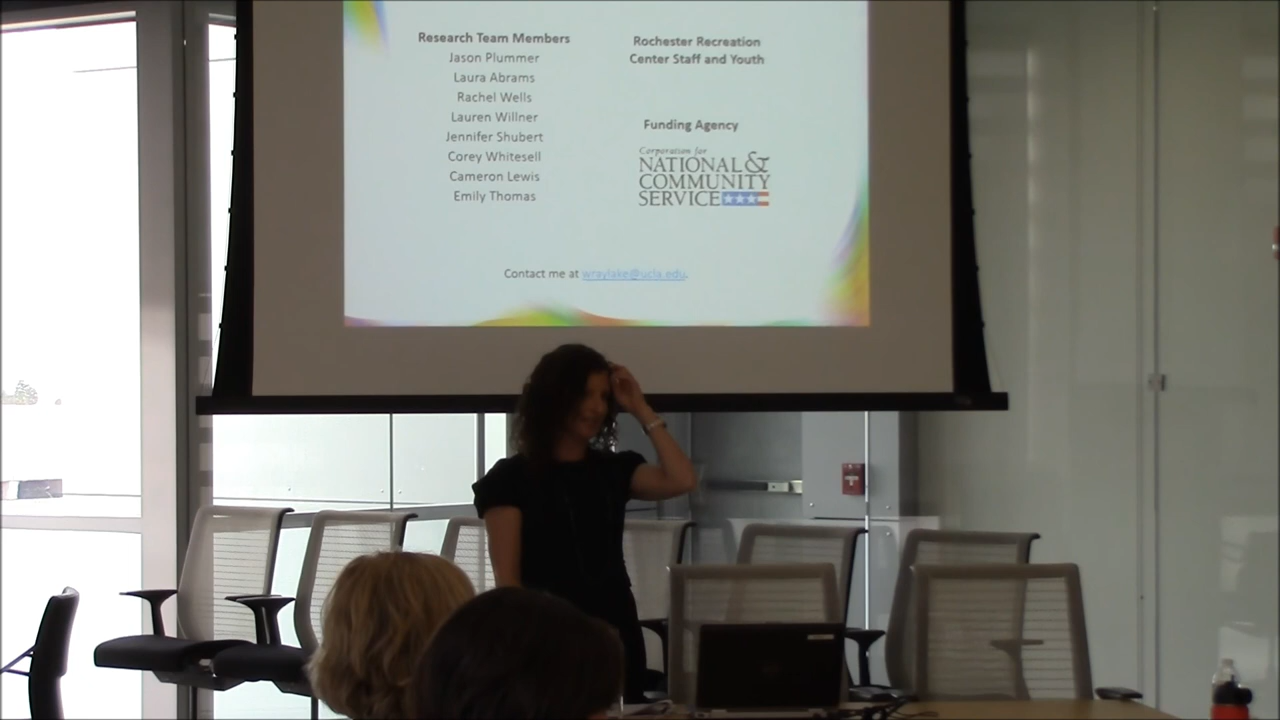 Research Team Members
Jason Plummer
Laura Abrams
Rachel Wells
Lauren Willner
Jennifer Shubert
Corey Whitesell
Cameron Lewis
Emily Thomas
Rochester Recreation
Center Staff and Youth
Funding Agency
Corporation for
NATIONAL &
COMMUNITY
SERVICE
Contact me at wraylake@ucla.edu.